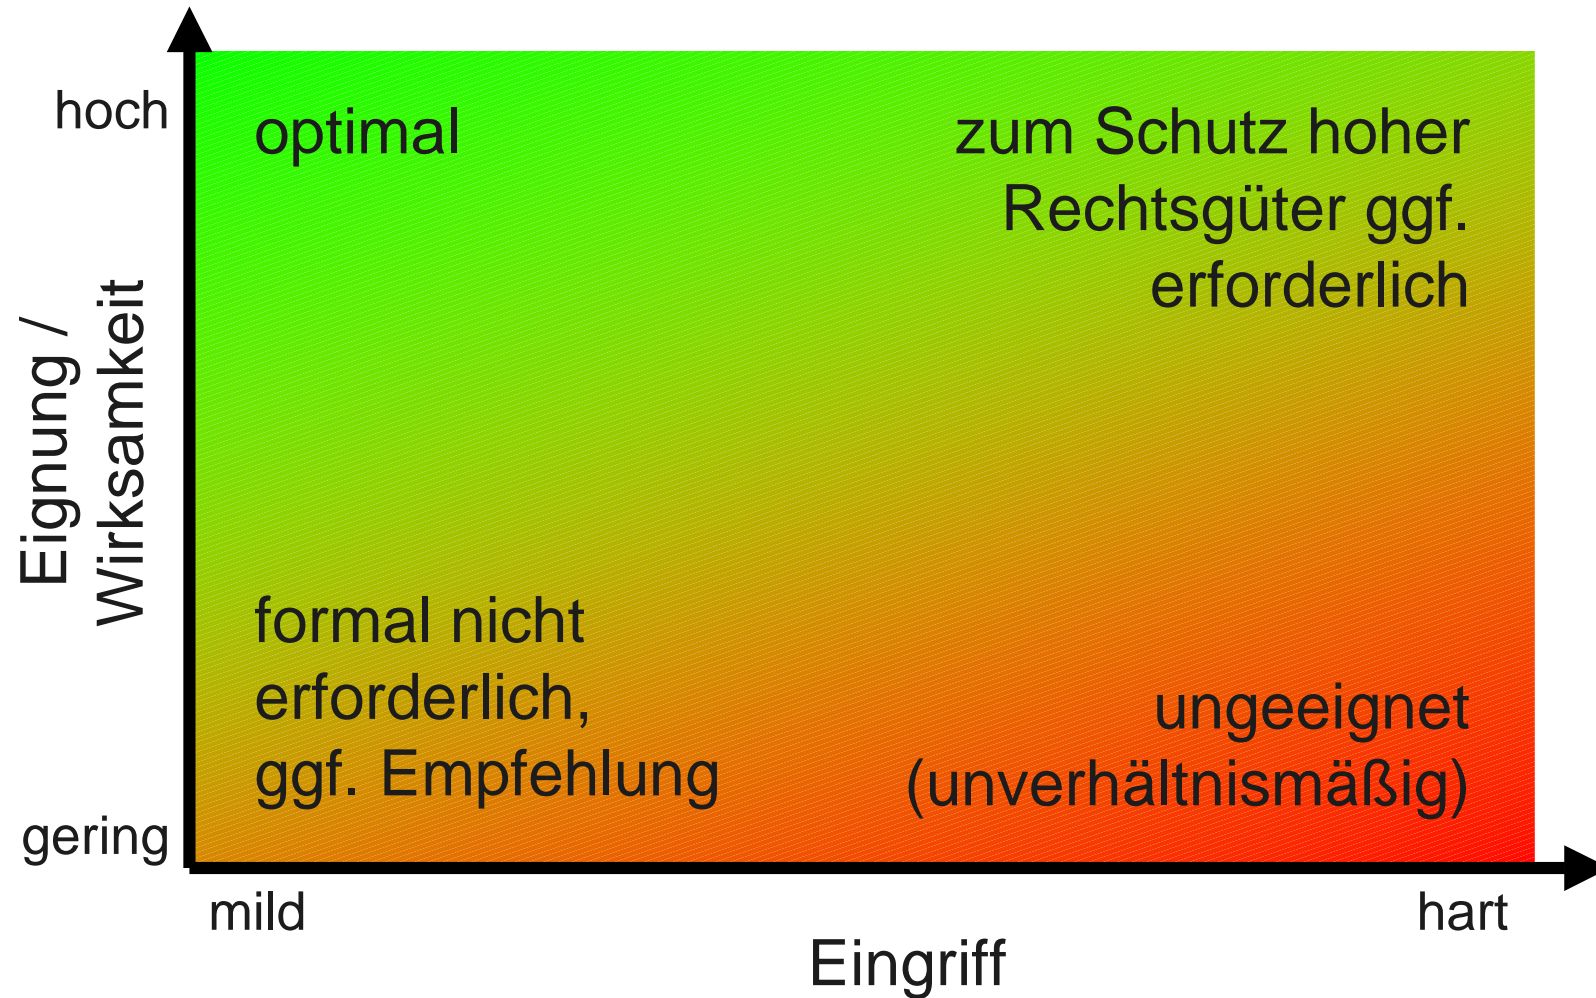 hoch
optimal
zum Schutz hoher
Rechtsgüter ggf.
erforderlich
Eignung /
Wirksamkeit
formal nicht
erforderlich,
ggf. Empfehlung
ungeeignet
(unverhältnismäßig)
gering
mild
hart
Eingriff